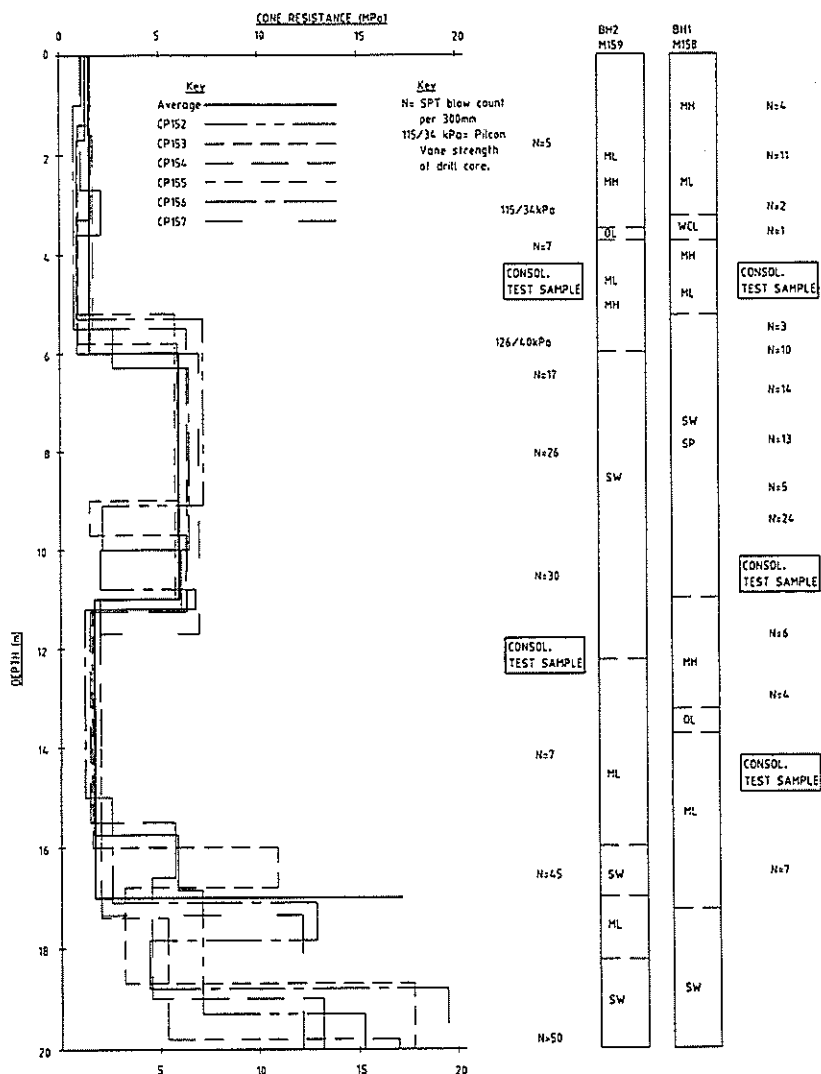 CONE RESISTANCE (MPa)
0 5 10 15 20
BH2
M159
BH1
M158
Key
Average
CP152
CP153
CP154
CP155
CP156
CP157
Key
N= SPT blow count
per 300mm
115/34 kPa= Pilcon
Vane strength
of drill core.
DEPTH (m)
0
2
4
6
8
10
12
14
16
18
20
N=5
115/34kPa
N=7
CONSOL.
TEST SAMPLE
126/40kPa
N=17
N=26
N=30
CONSOL.
TEST SAMPLE
N=7
N=45
N>50
ML
MH
OL
ML
MH
SW
ML
SW
ML
SW
MH
ML
WCL
MH
ML
SW
SP
MH
OL
ML
SW
N=4
N=11
N=2
N=1
CONSOL.
TEST SAMPLE
N=3
N=10
N=14
N=13
N=5
N=24
CONSOL.
TEST SAMPLE
N=6
N=4
CONSOL.
TEST SAMPLE
N=7
5 10 15 20